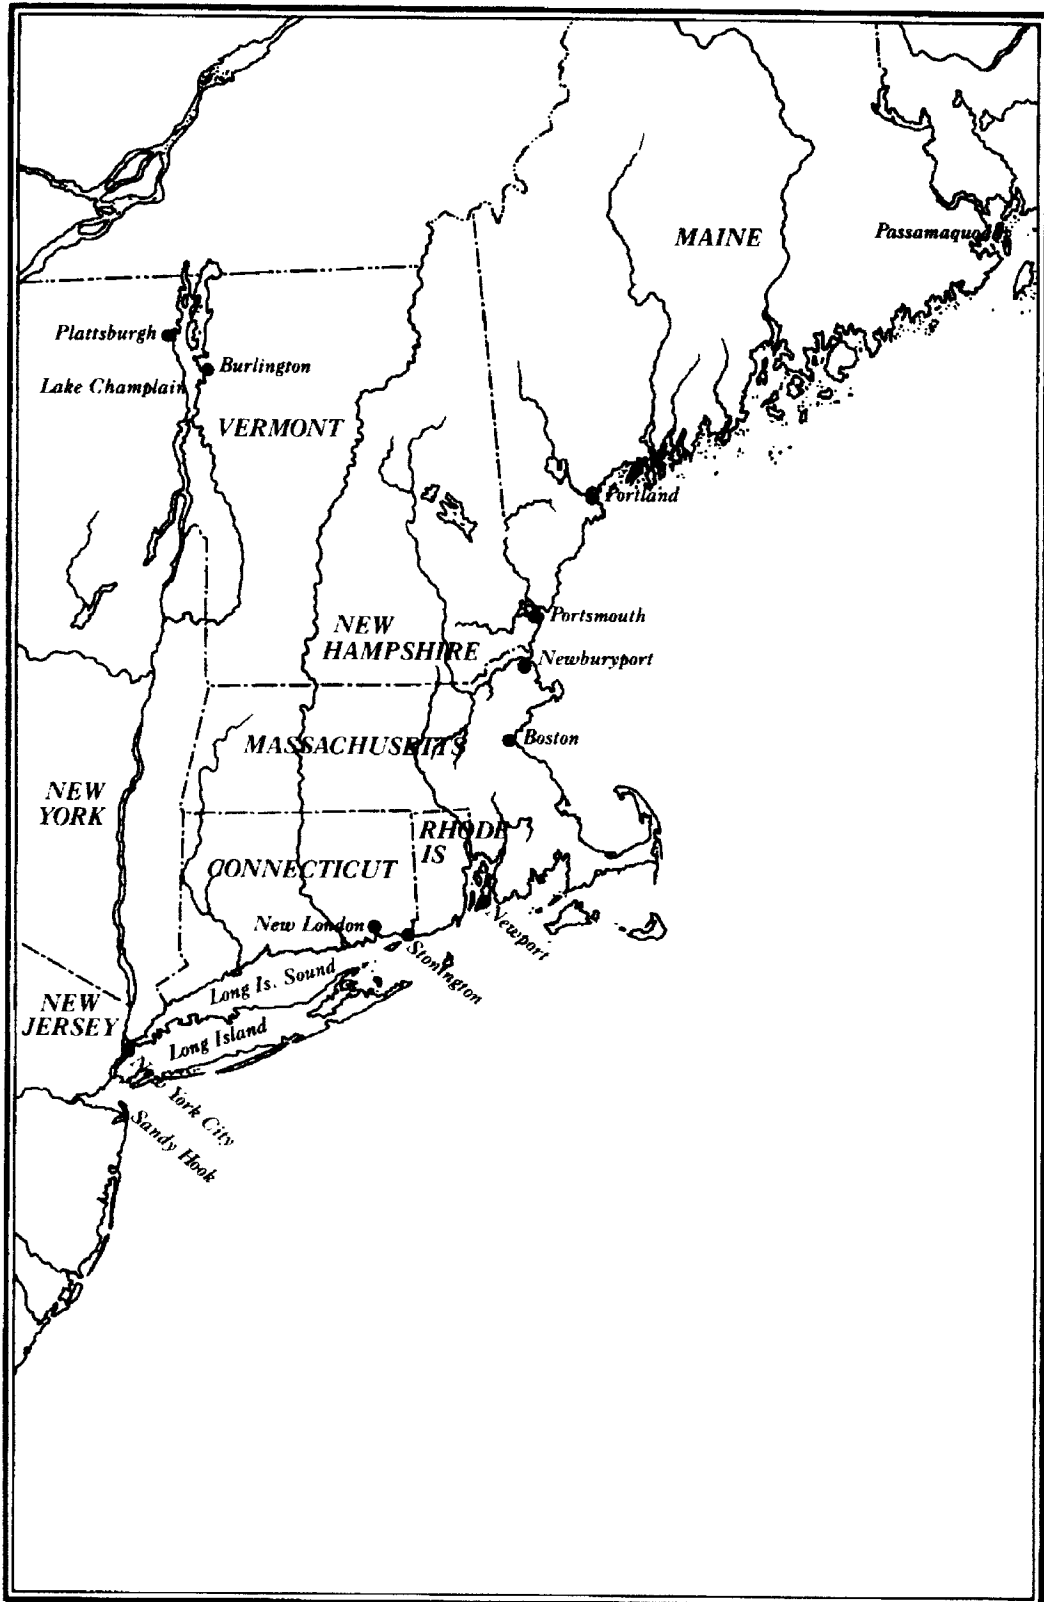 MAINE
Passamaquoddy
Plattsburgh
Burlington
Lake Champlain
VERMONT
Portland
NEW
HAMPSHIRE
Portsmouth
Newburyport
MASSACHUSETTS
Boston
NEW
YORK
RHODE
IS
CONNECTICUT
New London
Newport
Stonington
Long Is. Sound
NEW
JERSEY
Long Island
New York City
Sandy Hook